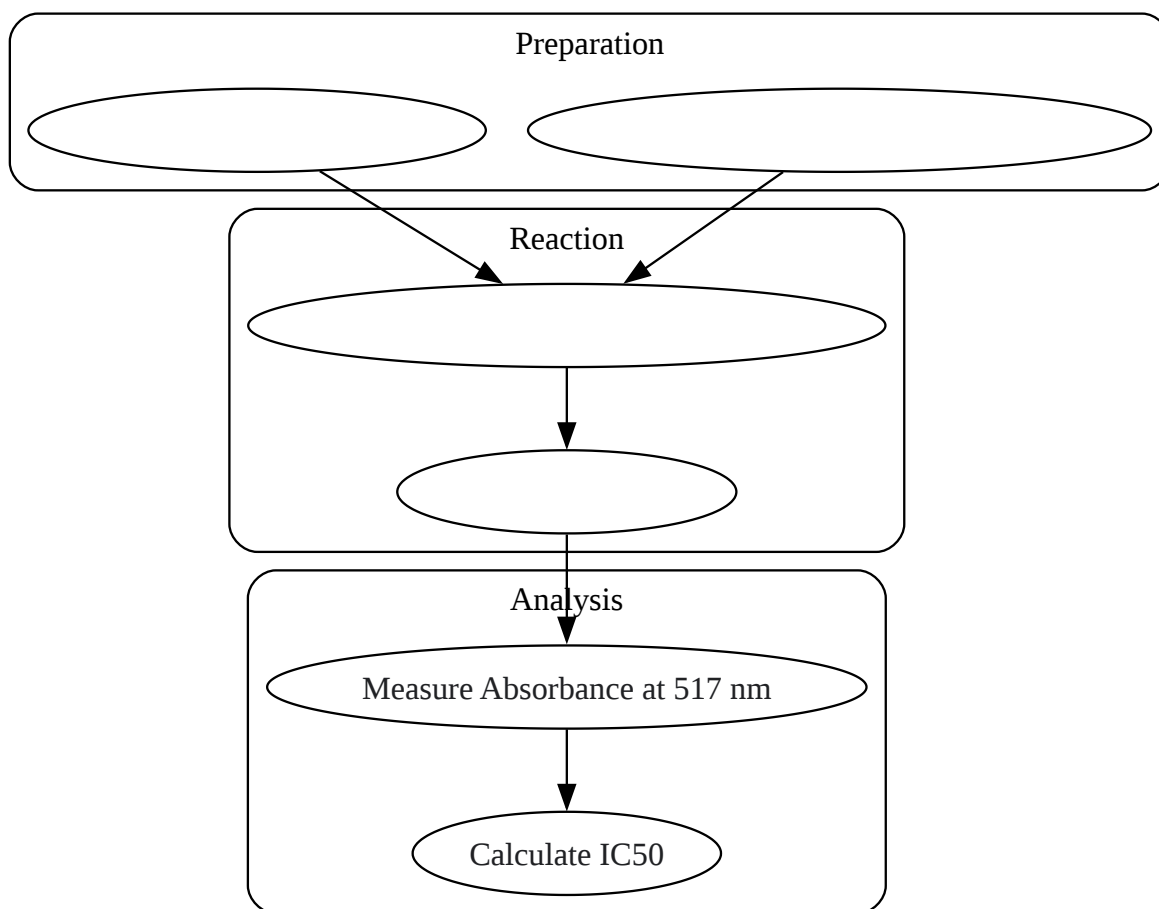 Preparation
Reaction
Analysis
Measure Absorbance at 517 nm
Calculate IC50